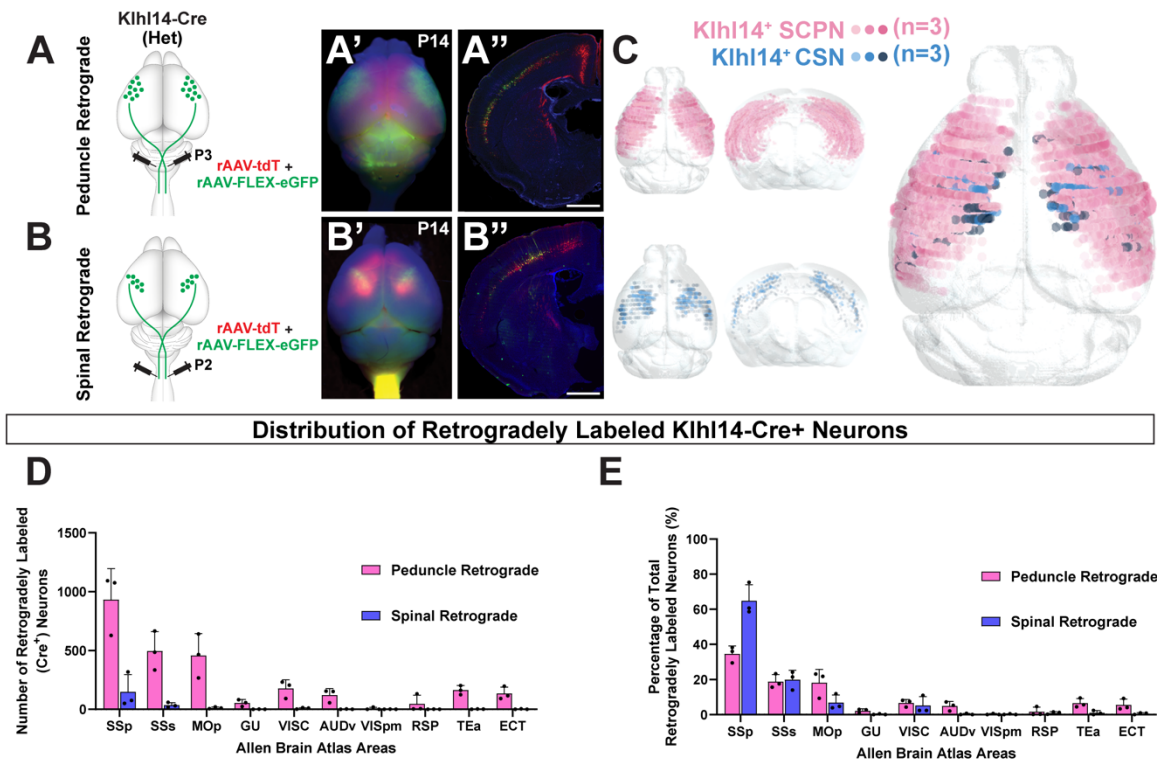 Klhl14-Cre
(Het)
A
Peduncle Retrograde
P3
rAAV-tdT +
rAAV-FLEX-eGFP
A'
P14
A''
B
Spinal Retrograde
P2
rAAV-tdT +
rAAV-FLEX-eGFP
B'
P14
B''
C
Klhl14⁺ SCPN (n=3)
Klhl14⁺ CSN (n=3)
Distribution of Retrogradely Labeled Klhl14-Cre+ Neurons
D
Number of Retrogradely Labeled
(Cre⁺) Neurons
1500
1000
500
0
Peduncle Retrograde
Spinal Retrograde
SSp SSs MOp GU VISC AUDv VISpm RSP TEa ECT
Allen Brain Atlas Areas
E
Percentage of Total
Retrogradely Labeled Neurons (%)
100
80
60
40
20
0
Peduncle Retrograde
Spinal Retrograde
SSp SSs MOp GU VISC AUDv VISpm RSP TEa ECT
Allen Brain Atlas Areas